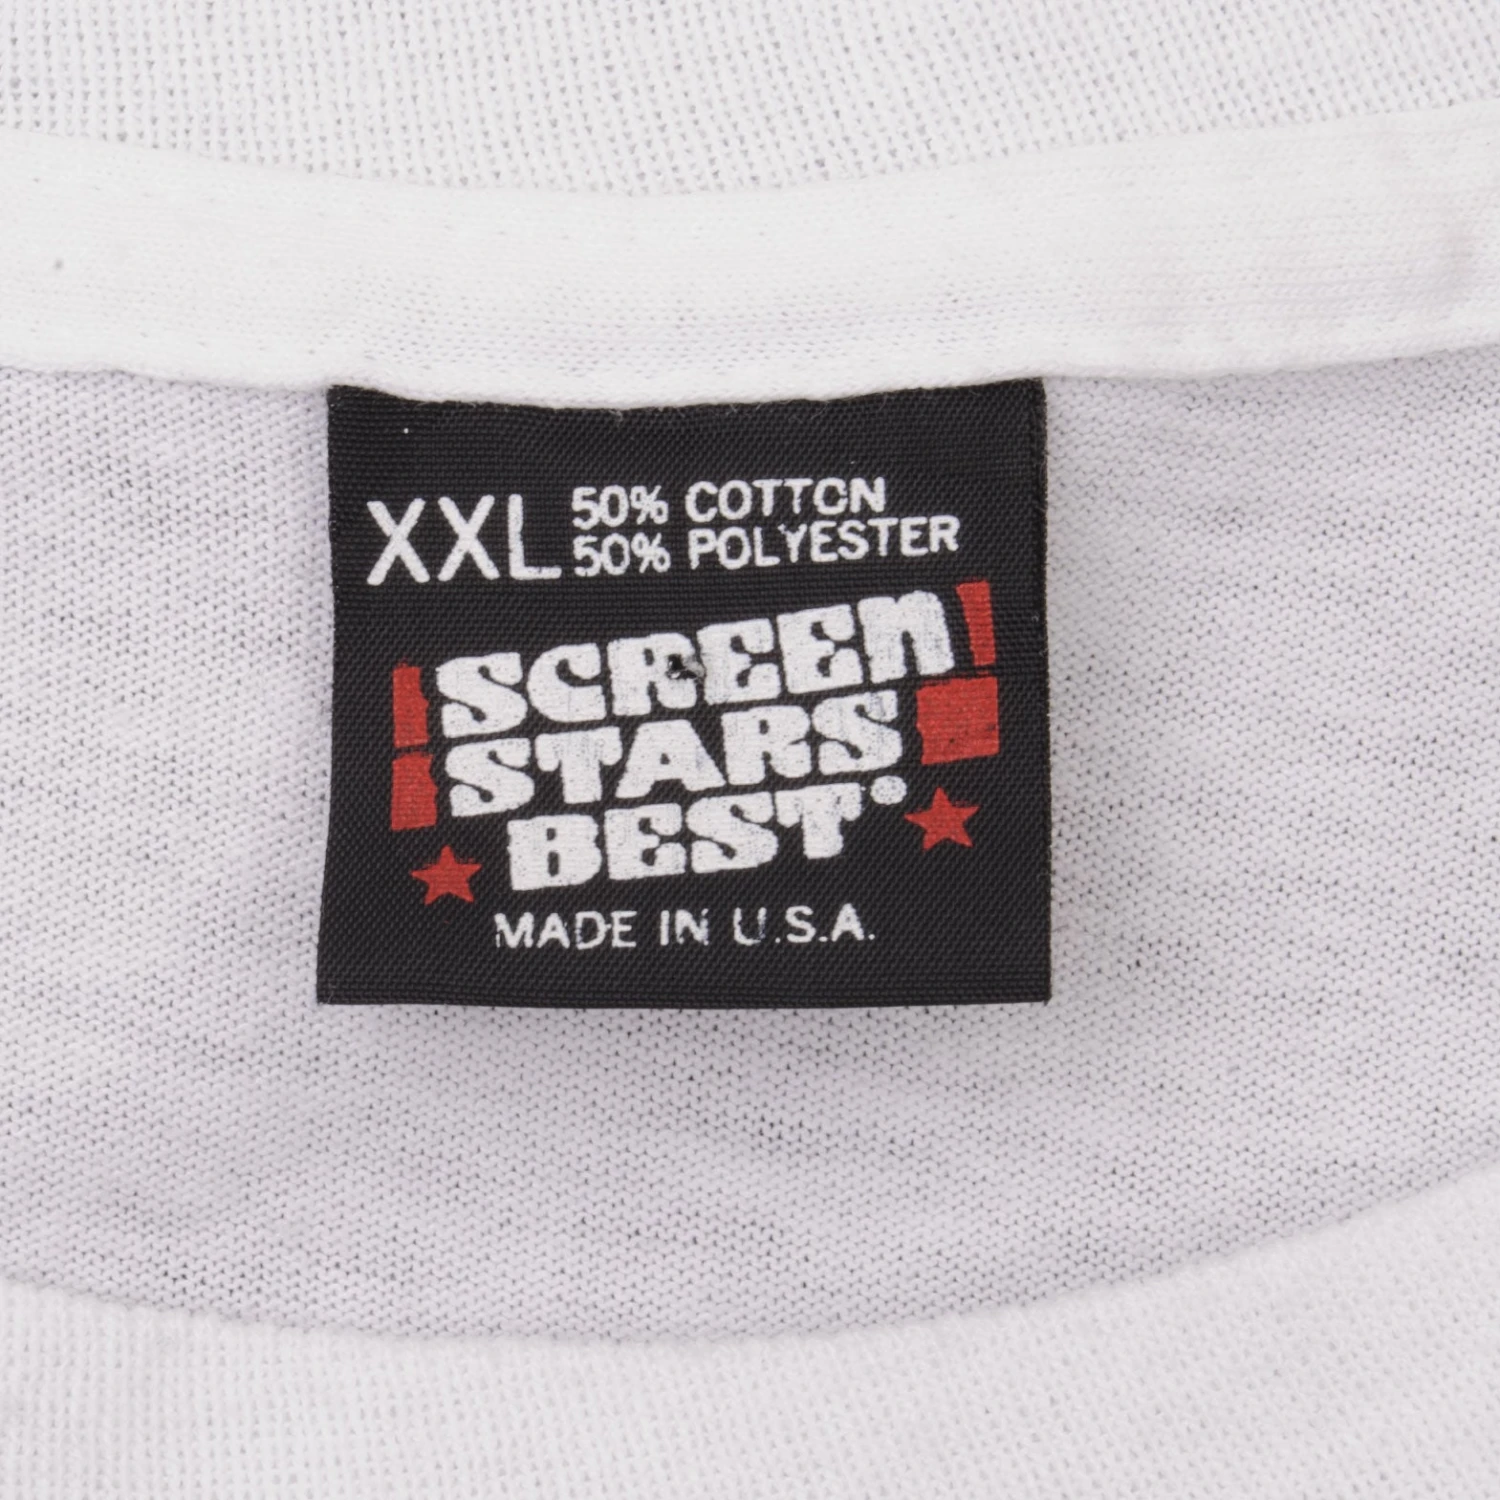 XXL 50% COTTON
50% POLYESTER
SCREEN
STARS
BEST
MADE IN U.S.A.